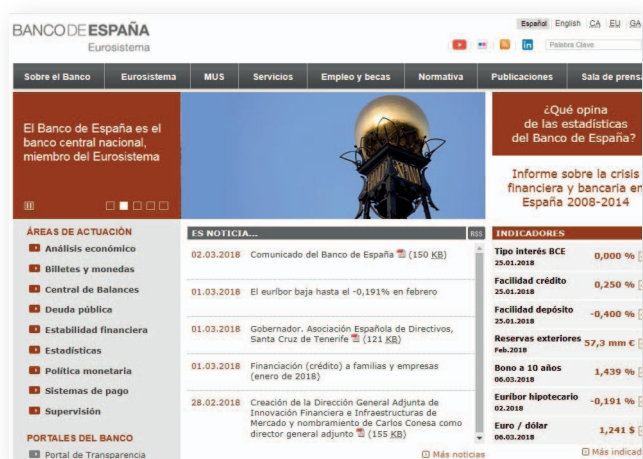 BANCODEESPAÑA
Eurosistema
Español English CA EU GA
Palabra Clave
Sobre el Banco Eurosistema MUS Servicios Empleo y becas Normativa Publicaciones Sala de prensa
El Banco de España es el
banco central nacional,
miembro del Eurosistema
¿Qué opina
de las estadísticas
del Banco de España?
Informe sobre la crisis
financiera y bancaria en
España 2008-2014
ÁREAS DE ACTUACIÓN
Análisis económico
Billetes y monedas
Central de Balances
Deuda pública
Estabilidad financiera
Estadísticas
Política monetaria
Sistemas de pago
Supervisión
PORTALES DEL BANCO
Portal de Transparencia
ES NOTICIA...
RSS
02.03.2018 Comunicado del Banco de España (150 KB)
01.03.2018 El euríbor baja hasta el -0,191% en febrero
01.03.2018 Gobernador. Asociación Española de Directivos,
Santa Cruz de Tenerife (121 KB)
01.03.2018 Financiación (crédito) a familias y empresas
(enero de 2018)
28.02.2018 Creación de la Dirección General Adjunta de
Innovación Financiera e Infraestructuras de
Mercado y nombramiento de Carlos Conesa como
director general adjunto (155 KB)
Más noticias
INDICADORES
Tipo interés BCE 0,000 %
25.01.2018
Facilidad crédito 0,250 %
25.01.2018
Facilidad depósito -0,400 %
25.01.2018
Reservas exteriores 57,3 mm €
Feb.2018
Bono a 10 años 1,439 %
06.03.2018
Euríbor hipotecario -0,191 %
02.2018
Euro / dólar 1,241 $
06.03.2018
Más indicad